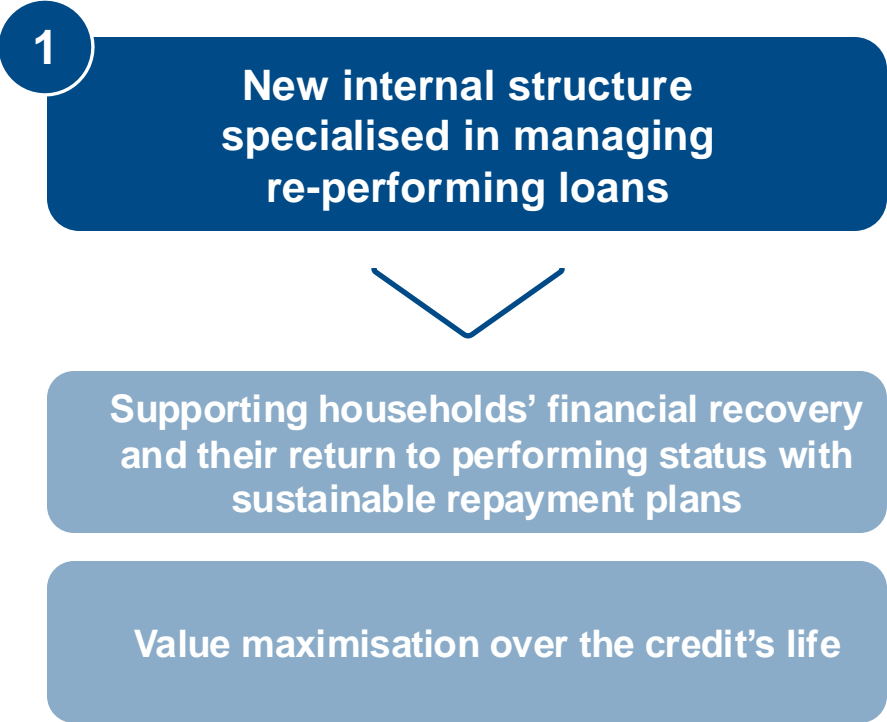 1
New internal structure
specialised in managing
re-performing loans
Supporting households’ financial recovery
and their return to performing status with
sustainable repayment plans
Value maximisation over the credit’s life